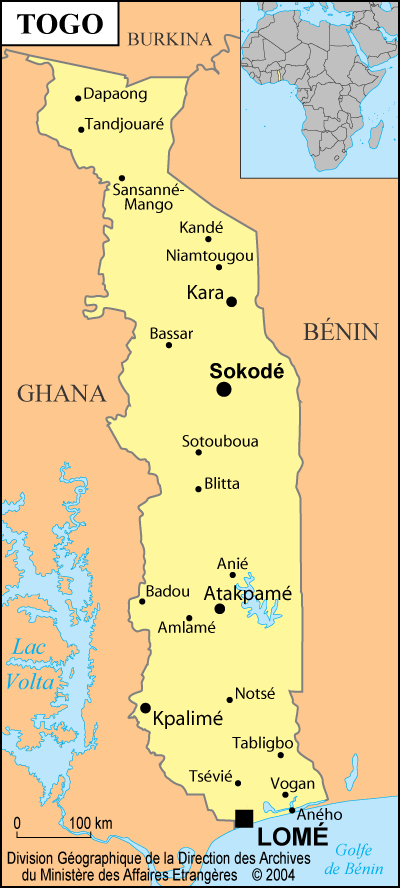 TOGO
BURKINA
Dapaong
Tandjouaré
Sansanné-
Mango
Kandé
Niamtougou
Kara
BÉNIN
Bassar
Sokodé
GHANA
Sotouboua
Blitta
Anié
Badou
Atakpamé
Amlamé
Lac
Volta
Notsé
Kpalimé
Tabligbo
Tsévié
Vogan
Aného
0 100 km
LOMÉ
Golfe
de Bénin
Division Géographique de la Direction des Archives
du Ministère des Affaires Etrangères © 2004